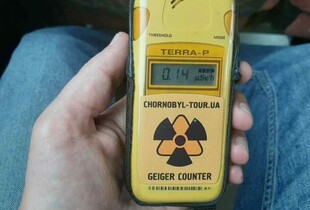 THRESHOLD MODE
TERRA-P
0.14 µSv/h
CHORNOBYL-TOUR.UA
GEIGER COUNTER